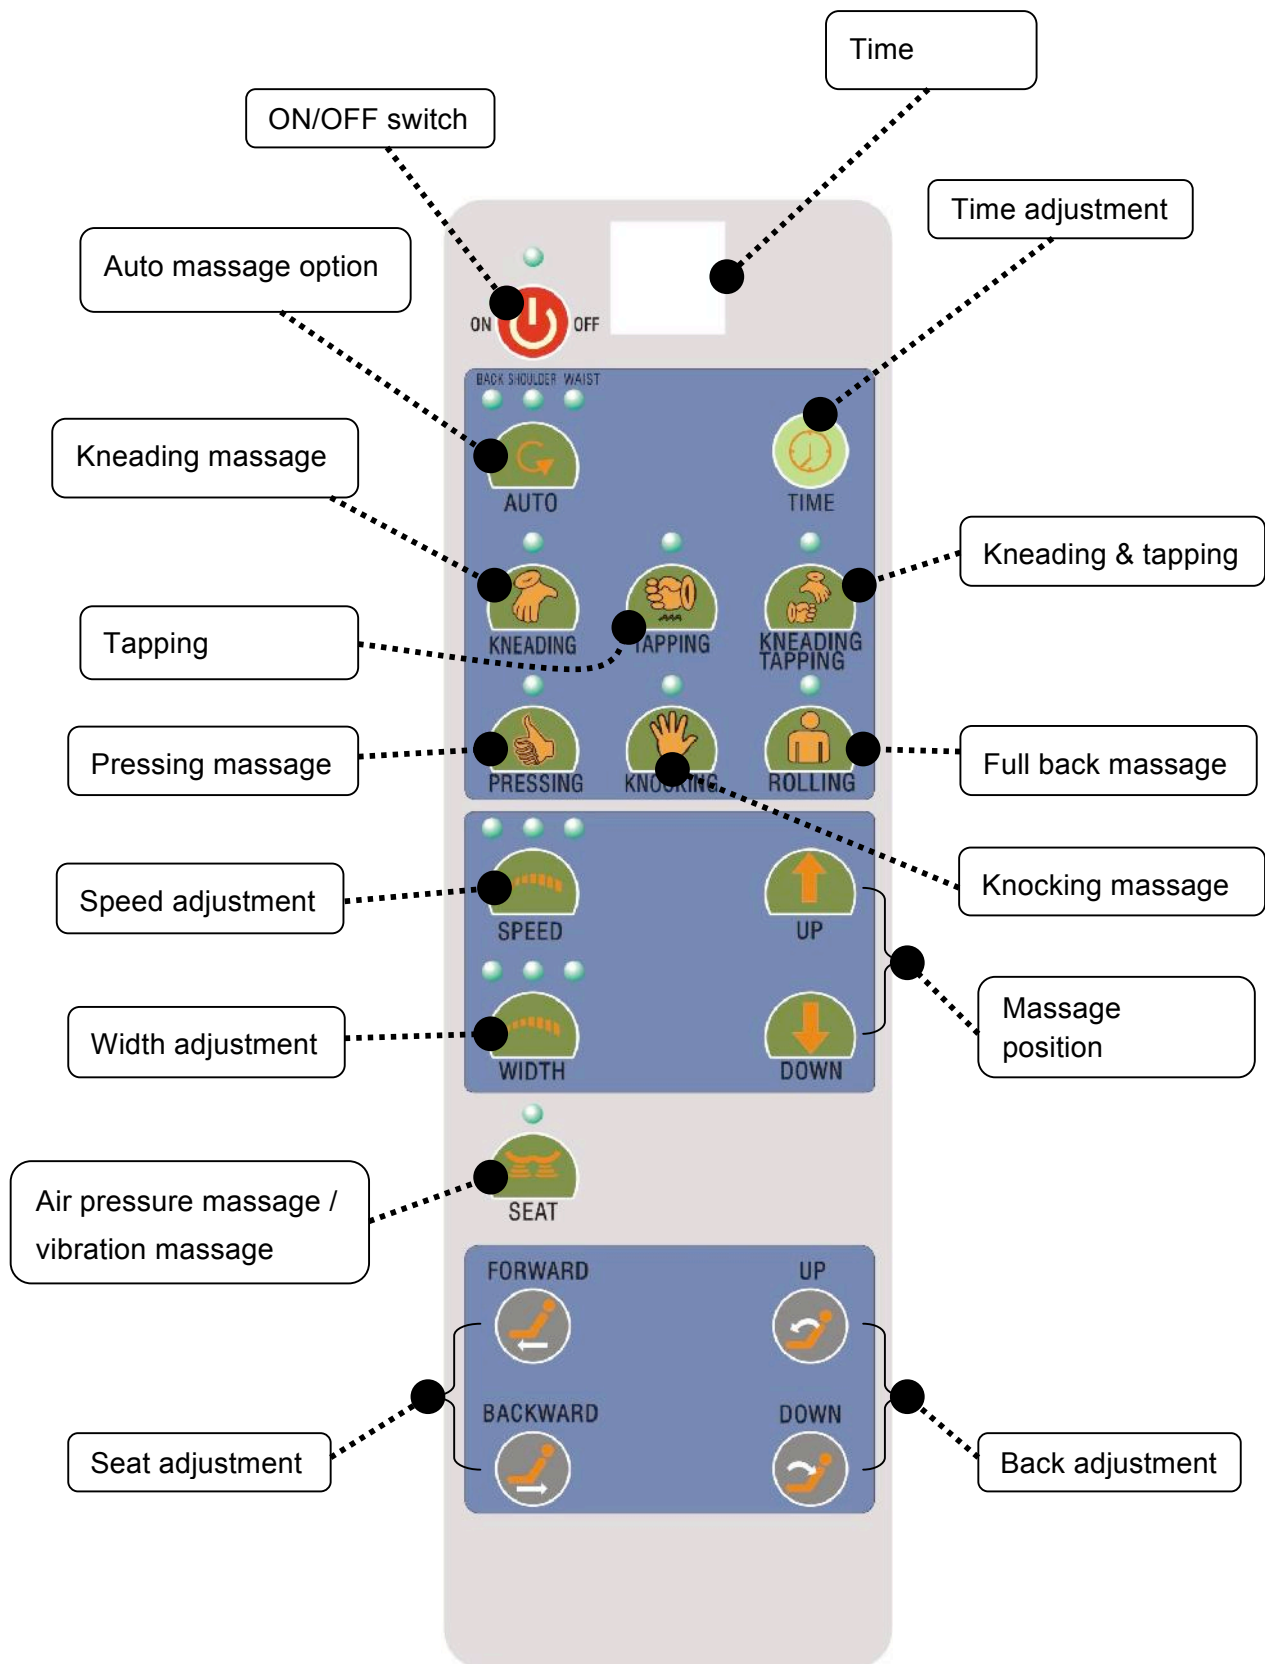 Time
ON/OFF switch
Time adjustment
Auto massage option
ON OFF
BACK SHOULDER WAIST
Kneading massage
AUTO
TIME
Kneading & tapping
Tapping
KNEADING
TAPPING
KNEADING
TAPPING
Pressing massage
Full back massage
PRESSING
KNOCKING
ROLLING
Speed adjustment
Knocking massage
SPEED
UP
Width adjustment
Massage
position
WIDTH
DOWN
Air pressure massage /
vibration massage
SEAT
FORWARD
UP
BACKWARD
DOWN
Seat adjustment
Back adjustment